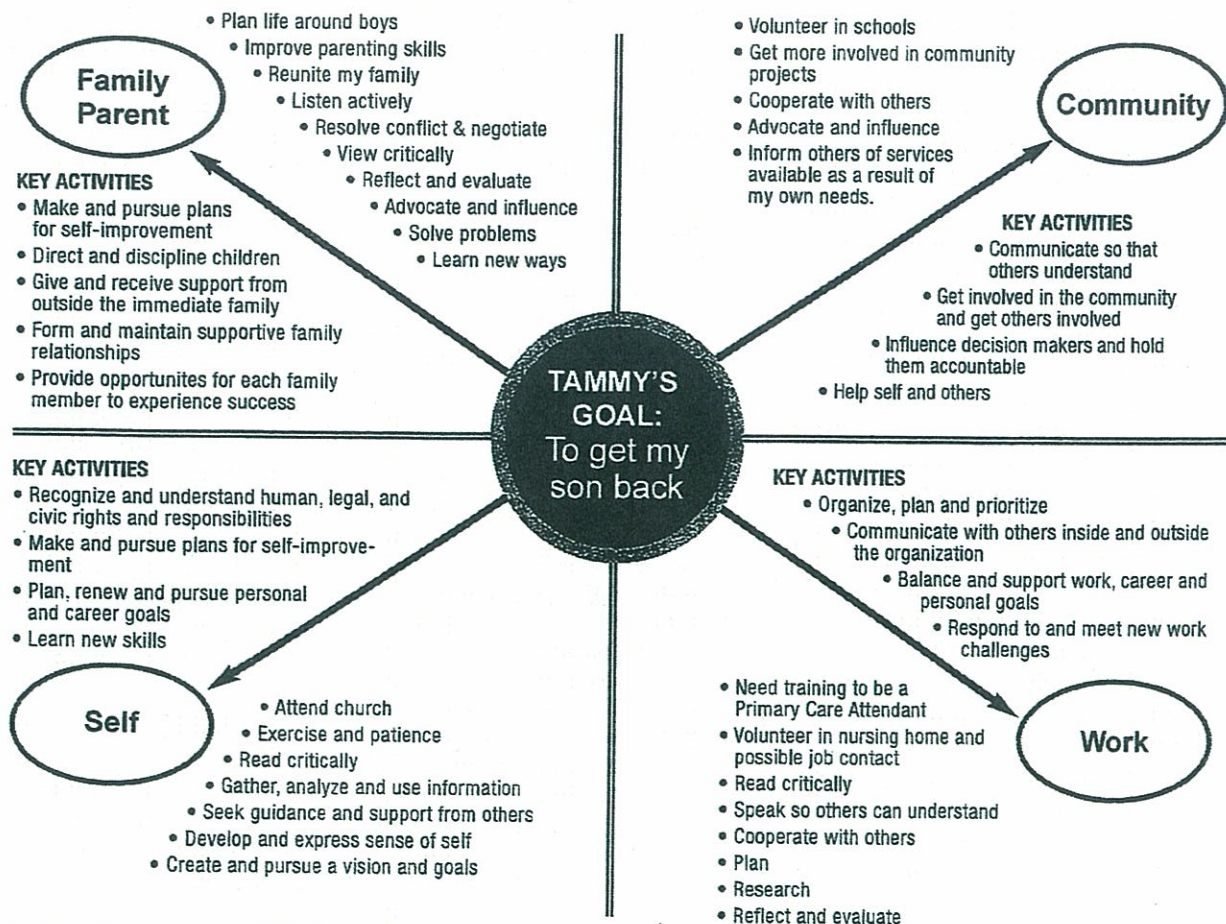 • Plan life around boys
• Improve parenting skills
• Reunite my family
• Listen actively
• Resolve conflict & negotiate
• View critically
• Reflect and evaluate
• Advocate and influence
• Solve problems
• Learn new ways
Family
Parent
KEY ACTIVITIES
• Make and pursue plans
for self-improvement
• Direct and discipline children
• Give and receive support from
outside the immediate family
• Form and maintain supportive family
relationships
• Provide opportunites for each family
member to experience success
• Volunteer in schools
• Get more involved in community
projects
• Cooperate with others
• Advocate and influence
• Inform others of services
available as a result of
my own needs.
Community
KEY ACTIVITIES
• Communicate so that
others understand
• Get involved in the community
and get others involved
• Influence decision makers and hold
them accountable
• Help self and others
TAMMY'S
GOAL:
To get my
son back
KEY ACTIVITIES
• Recognize and understand human, legal, and
civic rights and responsibilities
• Make and pursue plans for self-improve-
ment
• Plan, renew and pursue personal
and career goals
• Learn new skills
Self
• Attend church
• Exercise and patience
• Read critically
• Gather, analyze and use information
• Seek guidance and support from others
• Develop and express sense of self
• Create and pursue a vision and goals
KEY ACTIVITIES
• Organize, plan and prioritize
• Communicate with others inside and outside
the organization
• Balance and support work, career and
personal goals
• Respond to and meet new work
challenges
Work
• Need training to be a
Primary Care Attendant
• Volunteer in nursing home and
possible job contact
• Read critically
• Speak so others can understand
• Cooperate with others
• Plan
• Research
• Reflect and evaluate